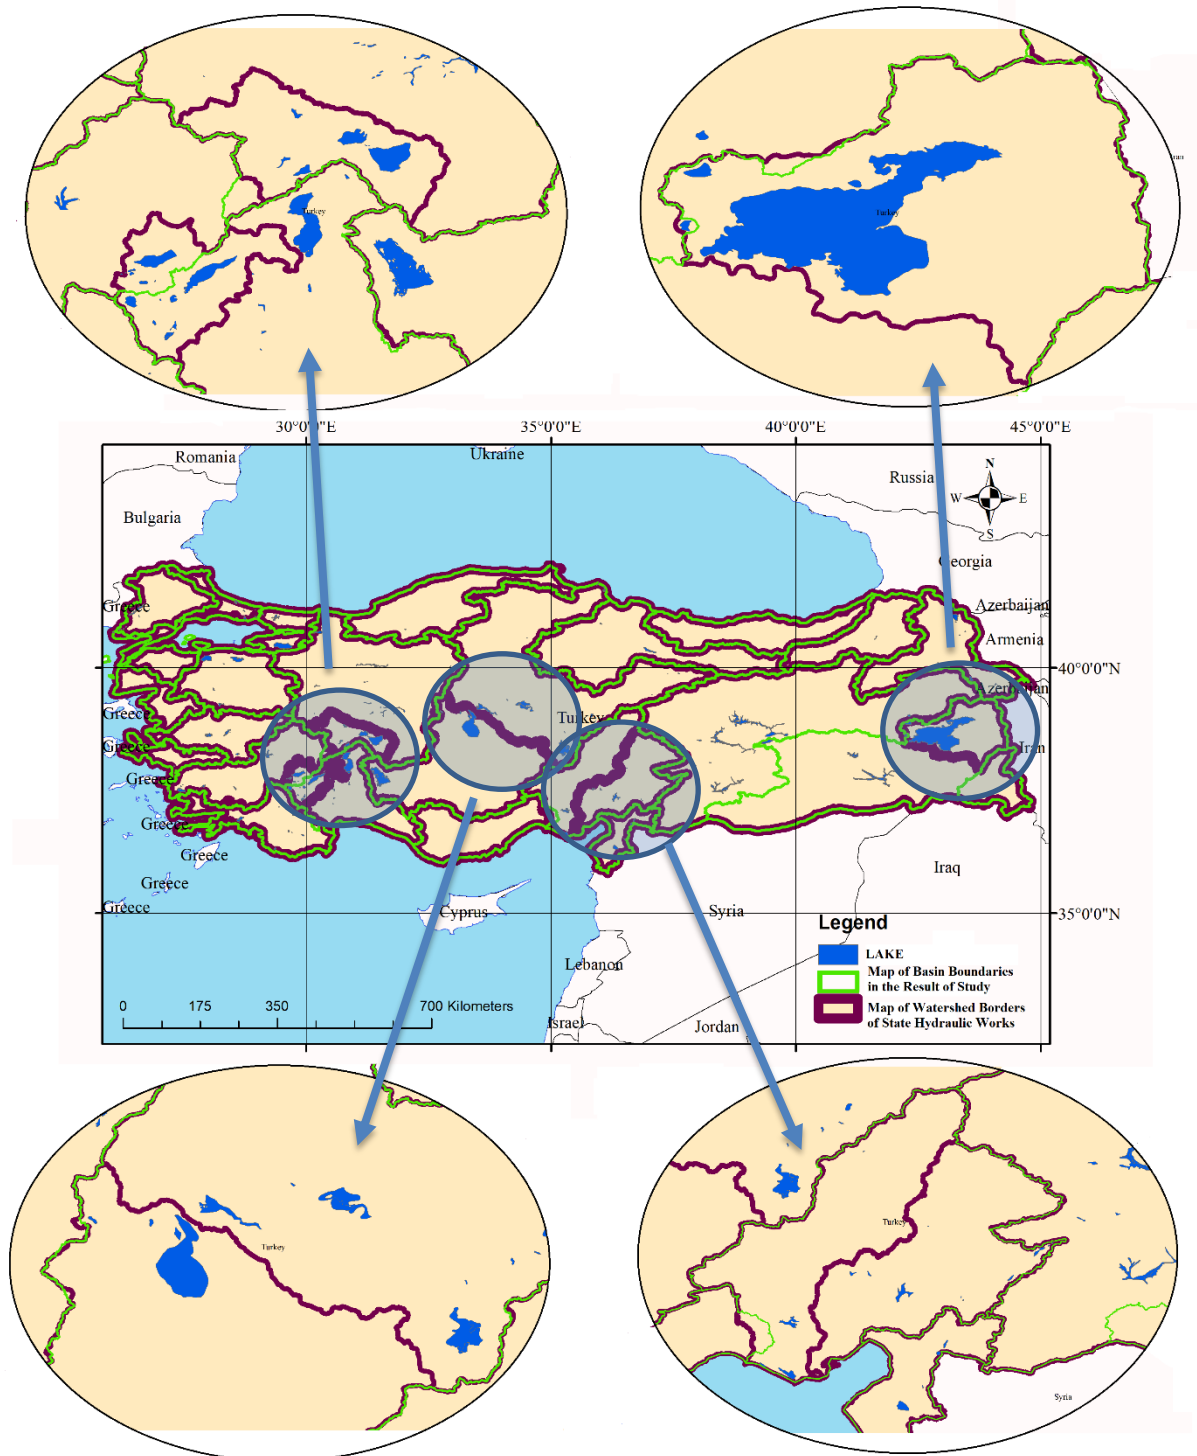 Turkey
Turkey
30°0'0"E
35°0'0"E
40°0'0"E
45°0'0"E
Romania
Ukraine
Russia
N
W
E
S
Bulgaria
Georgia
Greece
Azerbaijan
Armenia
40°0'0"N
Azerbaijan
Greece
Turkey
Greece
Iran
Greece
Greece
Greece
Iraq
Greece
Greece
Cyprus
Syria
35°0'0"N
Legend
LAKE
Map of Basin Boundaries
in the Result of Study
Map of Watershed Borders
of State Hydraulic Works
Lebanon
0 175 350 700 Kilometers
Israel
Jordan
Turkey
Turkey
Syria